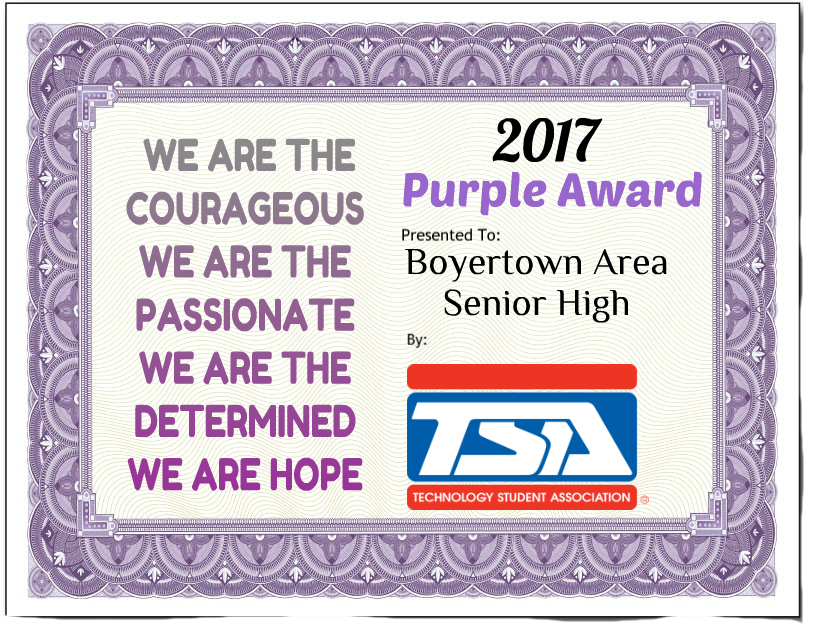 WE ARE THE
COURAGEOUS
WE ARE THE
PASSIONATE
WE ARE THE
DETERMINED
WE ARE HOPE
2017
Purple Award
Presented To:
Boyertown Area
Senior High
By:
TSA
TECHNOLOGY STUDENT ASSOCIATION ®